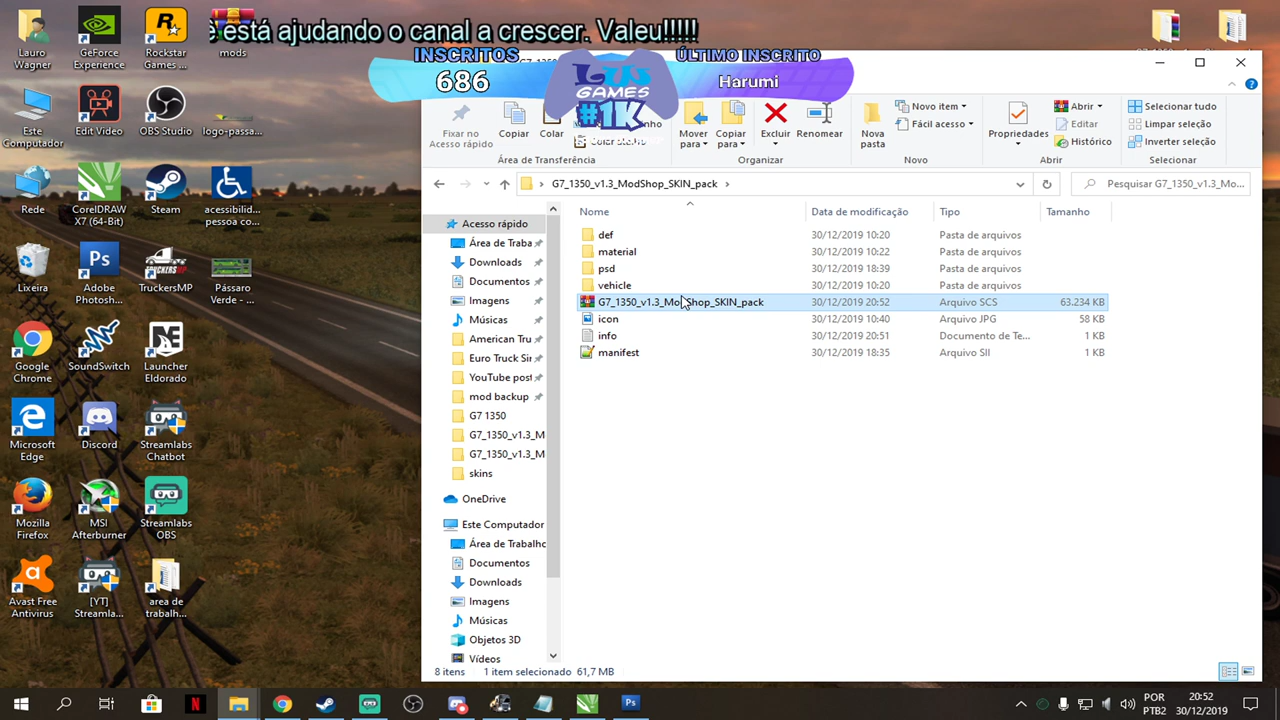 está ajudando o canal a crescer. Valeu!!!!!
INSCRITOS
686
LUS
GAMES
#1K
ÚLTIMO INSCRITO
Harumi
Lauro
Wagner
GeForce
Experience
Rockstar
Games ...
mods
Este
Computador
Edit Video
OBS Studio
logo-passa...
Rede
CorelDRAW
X7 (64-Bit)
Steam
acessibilid...
pessoa co...
Lixeira
Adobe
Photosh...
TruckersMP
Pássaro
Verde - ...
Google
Chrome
SoundSwitch
Launcher
Eldorado
Microsoft
Edge
Discord
Streamlabs
Chatbot
Mozilla
Firefox
MSI
Afterburner
Streamlabs
OBS
Avast Free
Antivirus
[YT]
Streamla...
area de
trabalh...
Fixar no
Acesso rápido
Copiar
Colar
Área de Transferência
Mover
para
Copiar
para
Excluir
Renomear
Organizar
Nova
pasta
Novo item
Fácil acesso
Novo
Propriedades
Abrir
Editar
Histórico
Abrir
Selecionar tudo
Limpar seleção
Inverter seleção
Selecionar
G7_1350_v1.3_ModShop_SKIN_pack
Pesquisar G7_1350_v1.3_Mo...
Nome
Data de modificação
Tipo
Tamanho
def 30/12/2019 10:20 Pasta de arquivos
material 30/12/2019 10:22 Pasta de arquivos
psd 30/12/2019 18:39 Pasta de arquivos
vehicle 30/12/2019 10:20 Pasta de arquivos
G7_1350_v1.3_ModShop_SKIN_pack 30/12/2019 20:52 Arquivo SCS 63.234 KB
icon 30/12/2019 10:40 Arquivo JPG 58 KB
info 30/12/2019 20:51 Documento de Te... 1 KB
manifest 30/12/2019 18:35 Arquivo SII 1 KB
Acesso rápido
Área de Traba
Downloads
Documentos
Imagens
Músicas
American Tru
Euro Truck Sir
YouTube post
mod backup
G7 1350
G7_1350_v1.3_M
G7_1350_v1.3_M
skins
OneDrive
Este Computador
Área de Trabalho
Documentos
Downloads
Imagens
Músicas
Objetos 3D
Vídeos
8 itens
1 item selecionado 61,7 MB
POR
PTB2
20:52
30/12/2019